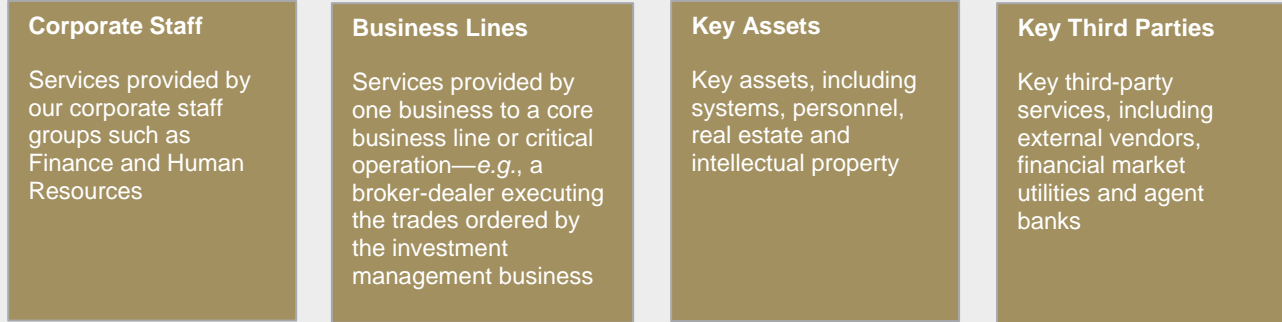 Corporate Staff
Services provided by
our corporate staff
groups such as
Finance and Human
Resources
Business Lines
Services provided by
one business to a core
business line or critical
operation—e.g., a
broker-dealer executing
the trades ordered by
the investment
management business
Key Assets
Key assets, including
systems, personnel,
real estate and
intellectual property
Key Third Parties
Key third-party
services, including
external vendors,
financial market
utilities and agent
banks